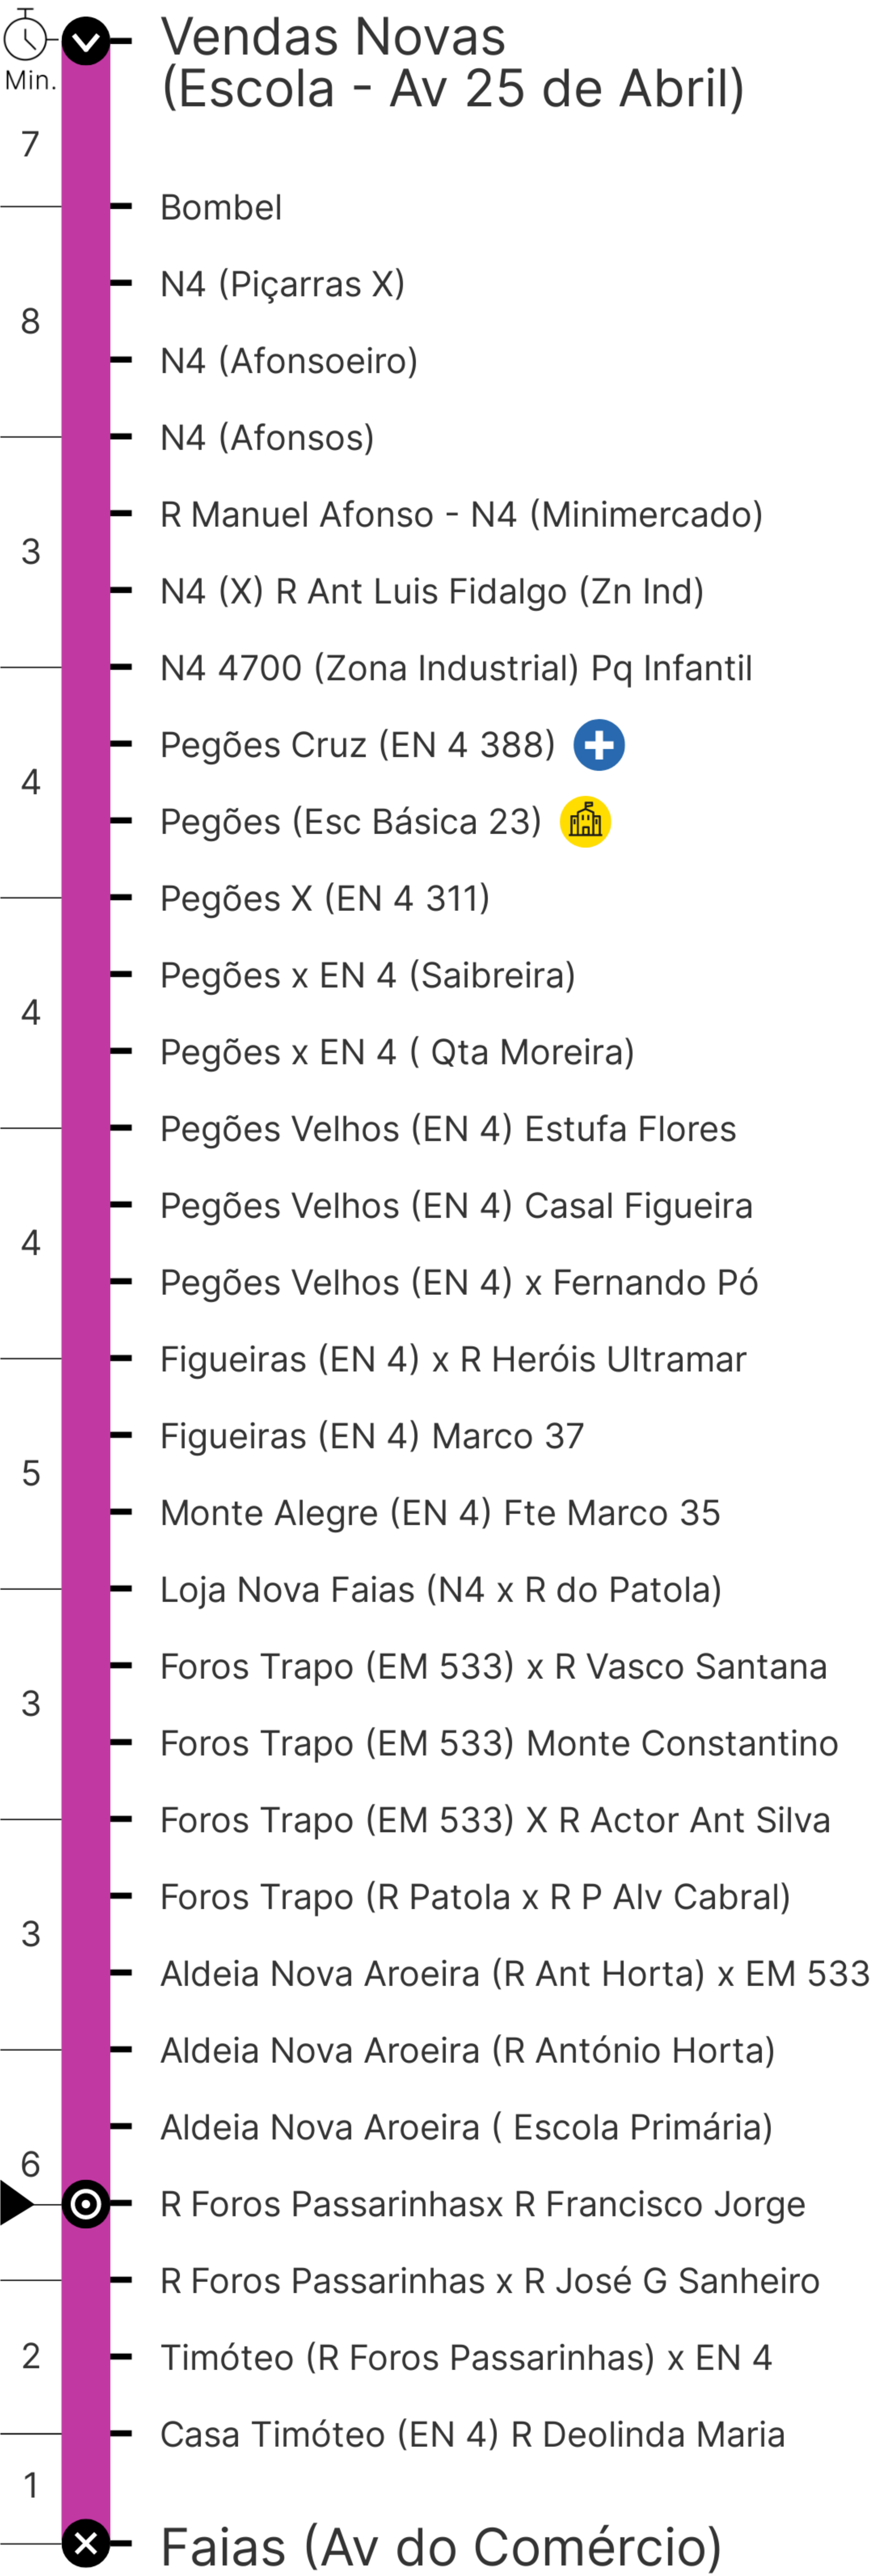 Vendas Novas
(Escola - Av 25 de Abril)
Min.
7
Bombel
N4 (Piçarras X)
8
N4 (Afonsoeiro)
N4 (Afonsos)
R Manuel Afonso - N4 (Minimercado)
3
N4 (X) R Ant Luis Fidalgo (Zn Ind)
N4 4700 (Zona Industrial) Pq Infantil
Pegões Cruz (EN 4 388)
4
Pegões (Esc Básica 23)
Pegões X (EN 4 311)
Pegões x EN 4 (Saibreira)
4
Pegões x EN 4 ( Qta Moreira)
Pegões Velhos (EN 4) Estufa Flores
Pegões Velhos (EN 4) Casal Figueira
4
Pegões Velhos (EN 4) x Fernando Pó
Figueiras (EN 4) x R Heróis Ultramar
Figueiras (EN 4) Marco 37
5
Monte Alegre (EN 4) Fte Marco 35
Loja Nova Faias (N4 x R do Patola)
Foros Trapo (EM 533) x R Vasco Santana
3
Foros Trapo (EM 533) Monte Constantino
Foros Trapo (EM 533) X R Actor Ant Silva
Foros Trapo (R Patola x R P Alv Cabral)
3
Aldeia Nova Aroeira (R Ant Horta) x EM 533
Aldeia Nova Aroeira (R António Horta)
Aldeia Nova Aroeira ( Escola Primária)
6
R Foros Passarinhasx R Francisco Jorge
R Foros Passarinhas x R José G Sanheiro
2
Timóteo (R Foros Passarinhas) x EN 4
Casa Timóteo (EN 4) R Deolinda Maria
1
Faias (Av do Comércio)